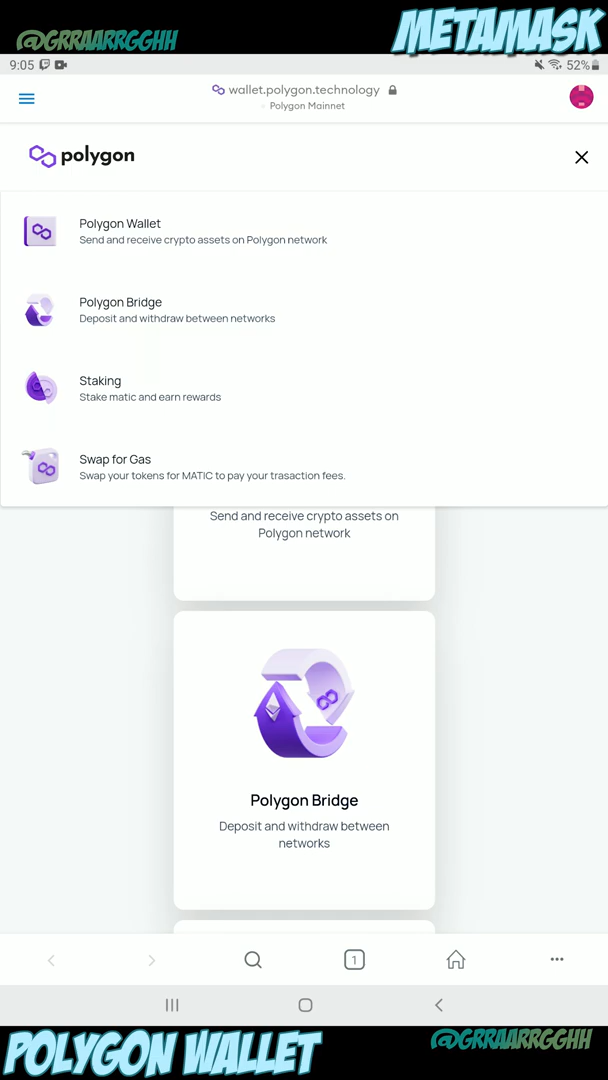 @GRRAARRGGHH
METAMASK
9:05
52%
wallet.polygon.technology
Polygon Mainnet
polygon
Polygon Wallet
Send and receive crypto assets on Polygon network
Polygon Bridge
Deposit and withdraw between networks
Staking
Stake matic and earn rewards
Swap for Gas
Swap your tokens for MATIC to pay your trasaction fees.
Send and receive crypto assets on
Polygon network
Polygon Bridge
Deposit and withdraw between
networks
1
POLYGON WALLET
@GRRAARRGGHH